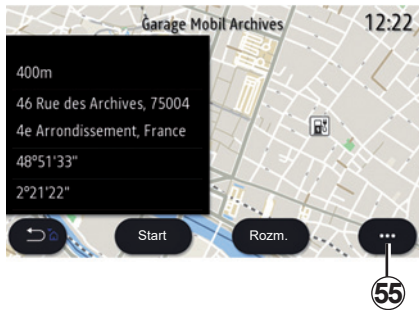 Garage Mobil Archives
12:22
400m
46 Rue des Archives, 75004
4e Arrondissement, France
48°51'33"
2°21'22"
Start
Rozm.
55